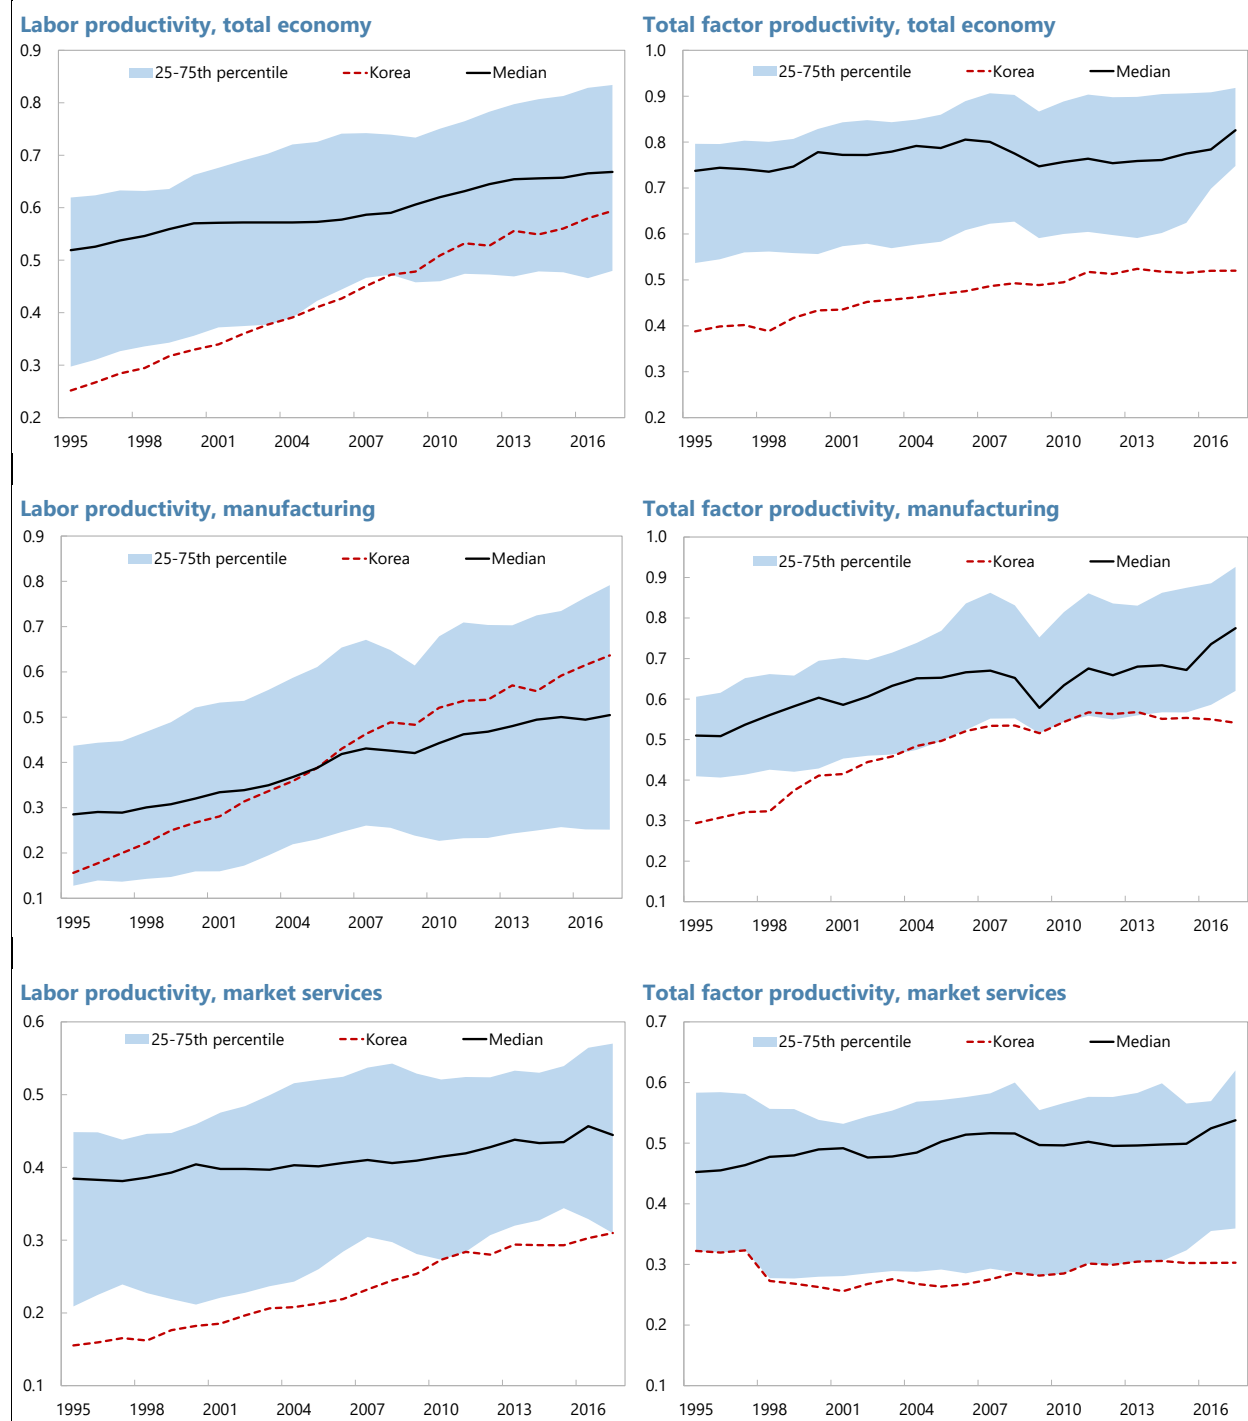 Labor productivity, total economy
0.9
0.8
0.7
0.6
0.5
0.4
0.3
0.2
25-75th percentile Korea Median
1995 1998 2001 2004 2007 2010 2013 2016
Total factor productivity, total economy
1.0
0.9
0.8
0.7
0.6
0.5
0.4
0.3
0.2
25-75th percentile Korea Median
1995 1998 2001 2004 2007 2010 2013 2016
Labor productivity, manufacturing
0.9
0.8
0.7
0.6
0.5
0.4
0.3
0.2
0.1
25-75th percentile Korea Median
1995 1998 2001 2004 2007 2010 2013 2016
Total factor productivity, manufacturing
1.0
0.9
0.8
0.7
0.6
0.5
0.4
0.3
0.2
0.1
25-75th percentile Korea Median
1995 1998 2001 2004 2007 2010 2013 2016
Labor productivity, market services
0.6
0.5
0.4
0.3
0.2
0.1
25-75th percentile Korea Median
1995 1998 2001 2004 2007 2010 2013 2016
Total factor productivity, market services
0.7
0.6
0.5
0.4
0.3
0.2
0.1
25-75th percentile Korea Median
1995 1998 2001 2004 2007 2010 2013 2016